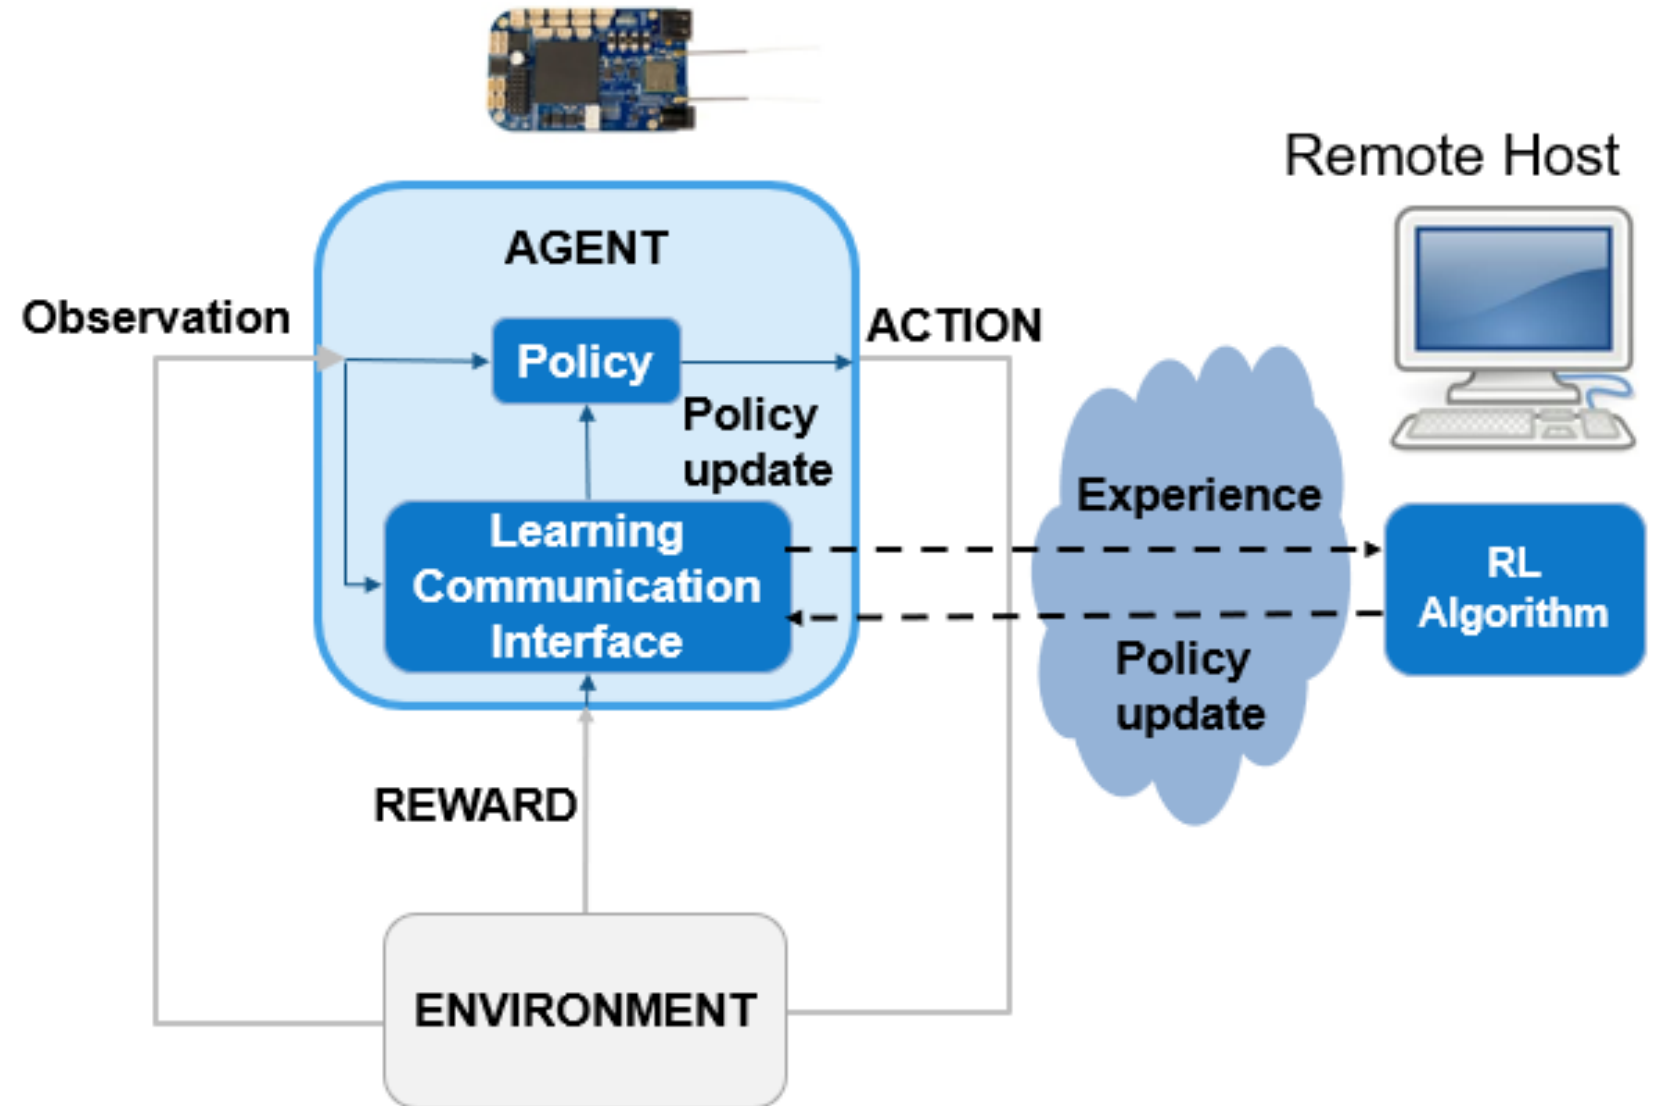 Remote Host
AGENT
Observation
ACTION
Policy
Policy
update
Experience
Learning
Communication
Interface
RL
Algorithm
Policy
update
REWARD
ENVIRONMENT